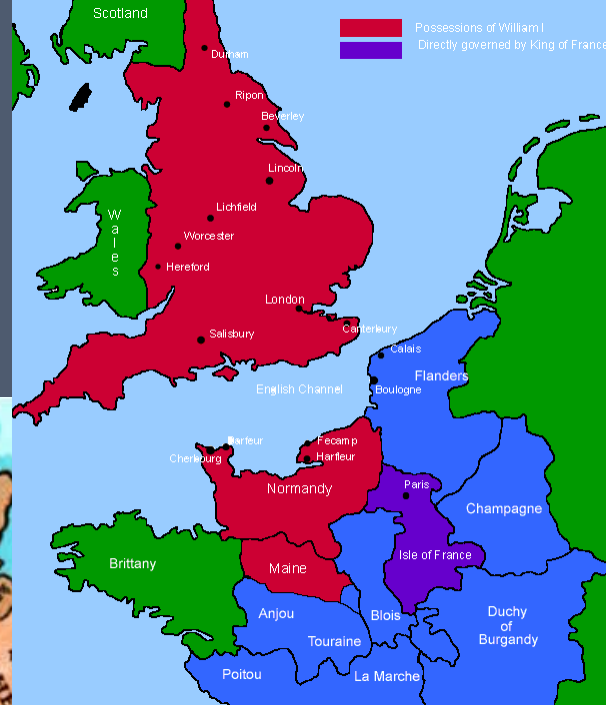 Scotland
Possessions of William I
Directly governed by King of France
Durham
Ripon
Beverley
Lincoln
Lichfield
Wales
Worcester
Hereford
London
Canterbury
Salisbury
Calais
Flanders
English Channel
Boulogne
Barfeur
Fecamp
Cherbourg
Harfleur
Normandy
Paris
Champagne
Isle of France
Brittany
Maine
Anjou
Blois
Duchy
of
Burgandy
Touraine
Poitou
La Marche